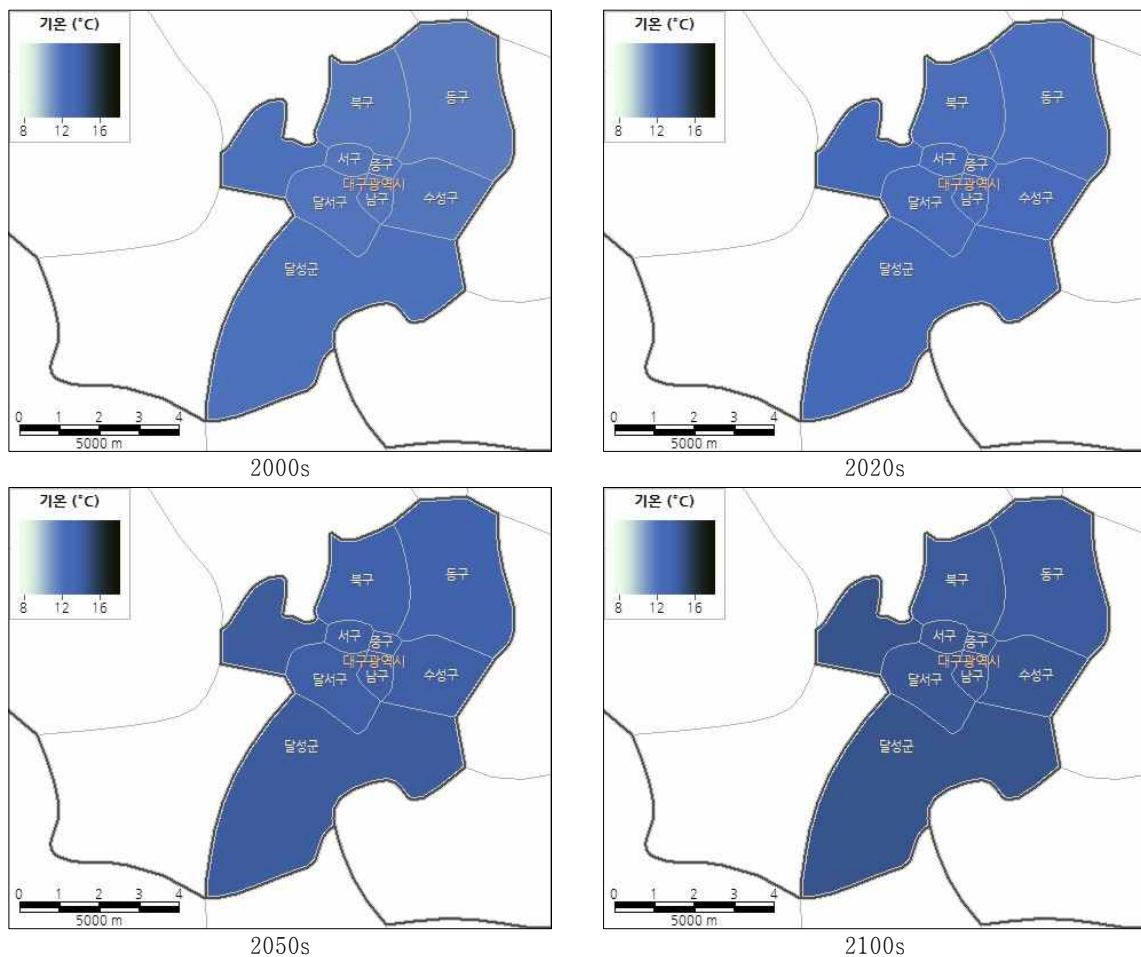 기온 (°C)
8 12 16
북구
동구
서구
중구
대구광역시
달서구
남구
수성구
달성군
0 1 2 3 4
5000 m
2000s
기온 (°C)
8 12 16
북구
동구
서구
중구
대구광역시
달서구
남구
수성구
달성군
0 1 2 3 4
5000 m
2020s
기온 (°C)
8 12 16
북구
동구
서구
중구
대구광역시
달서구
남구
수성구
달성군
0 1 2 3 4
5000 m
2050s
기온 (°C)
8 12 16
북구
동구
서구
중구
대구광역시
달서구
남구
수성구
달성군
0 1 2 3 4
5000 m
2100s